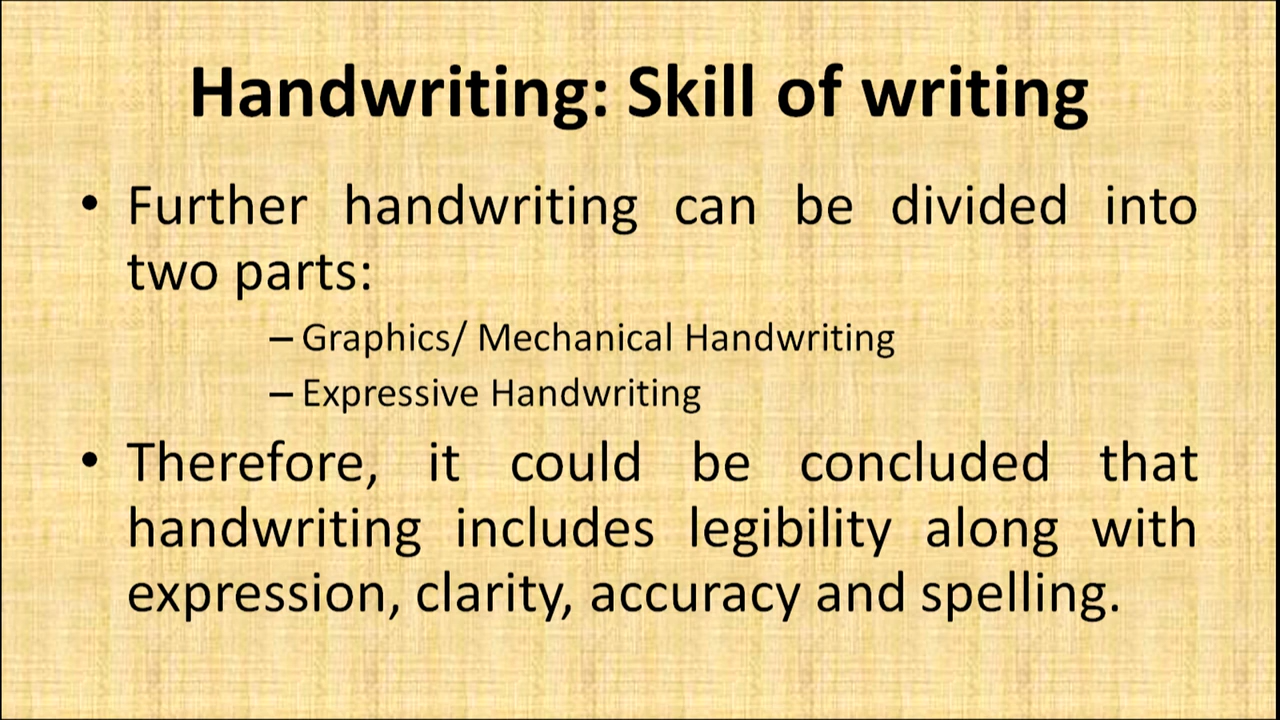 Handwriting: Skill of writing
• Further handwriting can be divided into
two parts:
– Graphics/ Mechanical Handwriting
– Expressive Handwriting
• Therefore, it could be concluded that
handwriting includes legibility along with
expression, clarity, accuracy and spelling.